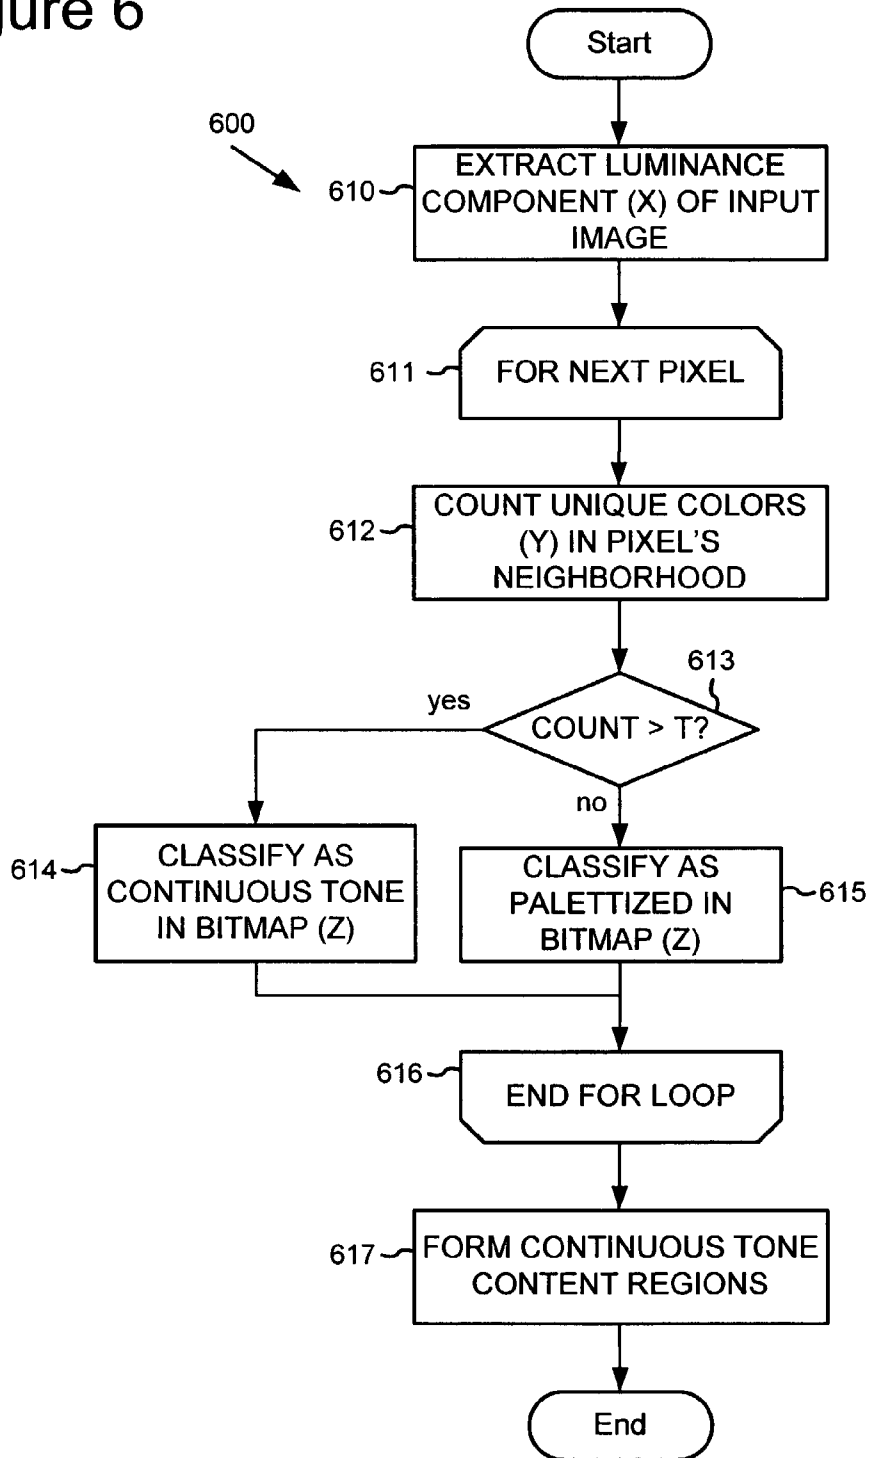 gure 6
Start
600
610
EXTRACT LUMINANCE
COMPONENT (X) OF INPUT
IMAGE
611
FOR NEXT PIXEL
612
COUNT UNIQUE COLORS
(Y) IN PIXEL'S
NEIGHBORHOOD
613
yes
COUNT > T?
no
614
CLASSIFY AS
CONTINUOUS TONE
IN BITMAP (Z)
CLASSIFY AS
PALETTIZED IN
BITMAP (Z)
615
616
END FOR LOOP
617
FORM CONTINUOUS TONE
CONTENT REGIONS
End